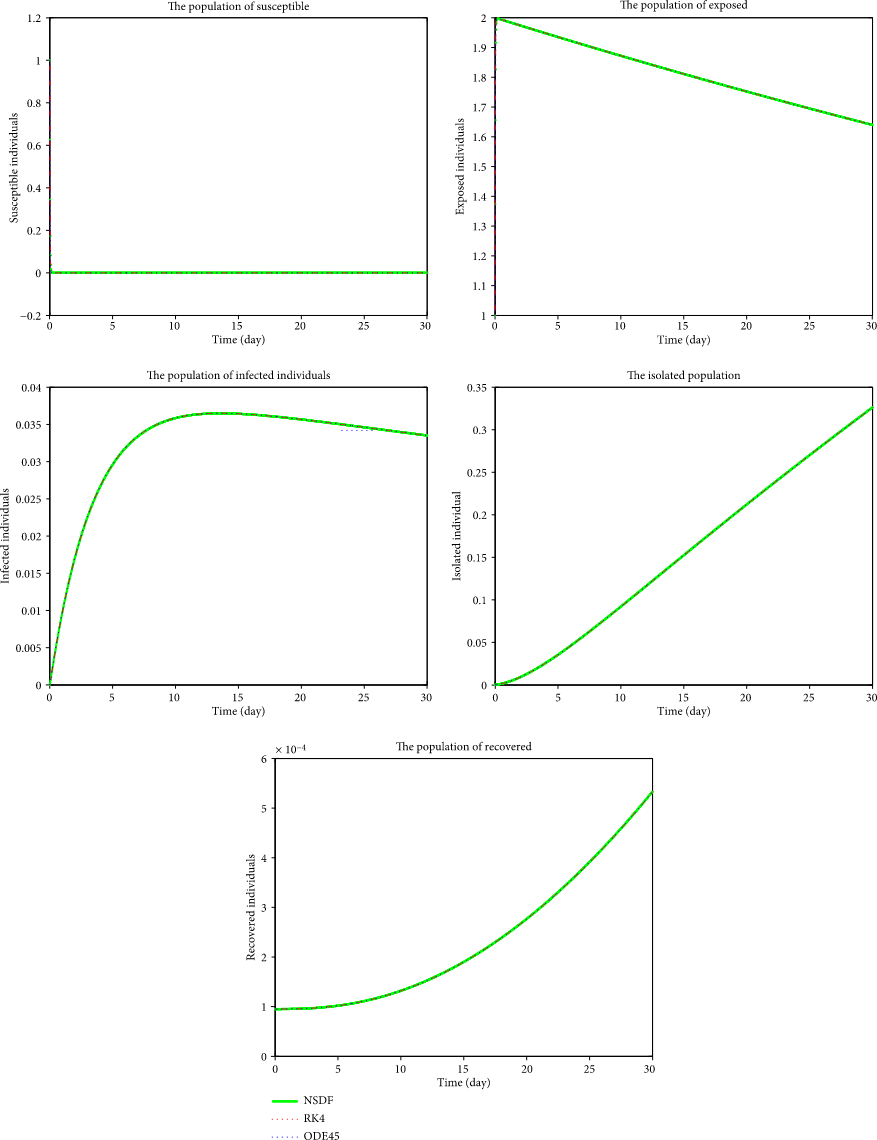 The population of susceptible
1.2
1
0.8
0.6
0.4
0.2
0
−0.2
Susceptible individuals
0 5 10 15 20 25 30
Time (day)
The population of exposed
2
1.9
1.8
1.7
1.6
1.5
1.4
1.3
1.2
1.1
1
Exposed individuals
0 5 10 15 20 25 30
Time (day)
The population of infected individuals
0.04
0.035
0.03
0.025
0.02
0.015
0.01
0.005
0
Infected individuals
0 5 10 15 20 25 30
Time (day)
The isolated population
0.35
0.3
0.25
0.2
0.15
0.1
0.05
0
Isolated individual
0 5 10 15 20 25 30
Time (day)
The population of recovered
× 10⁻⁴
6
5
4
3
2
1
0
Recovered individuals
0 5 10 15 20 25 30
Time (day)
NSDF
RK4
ODE45